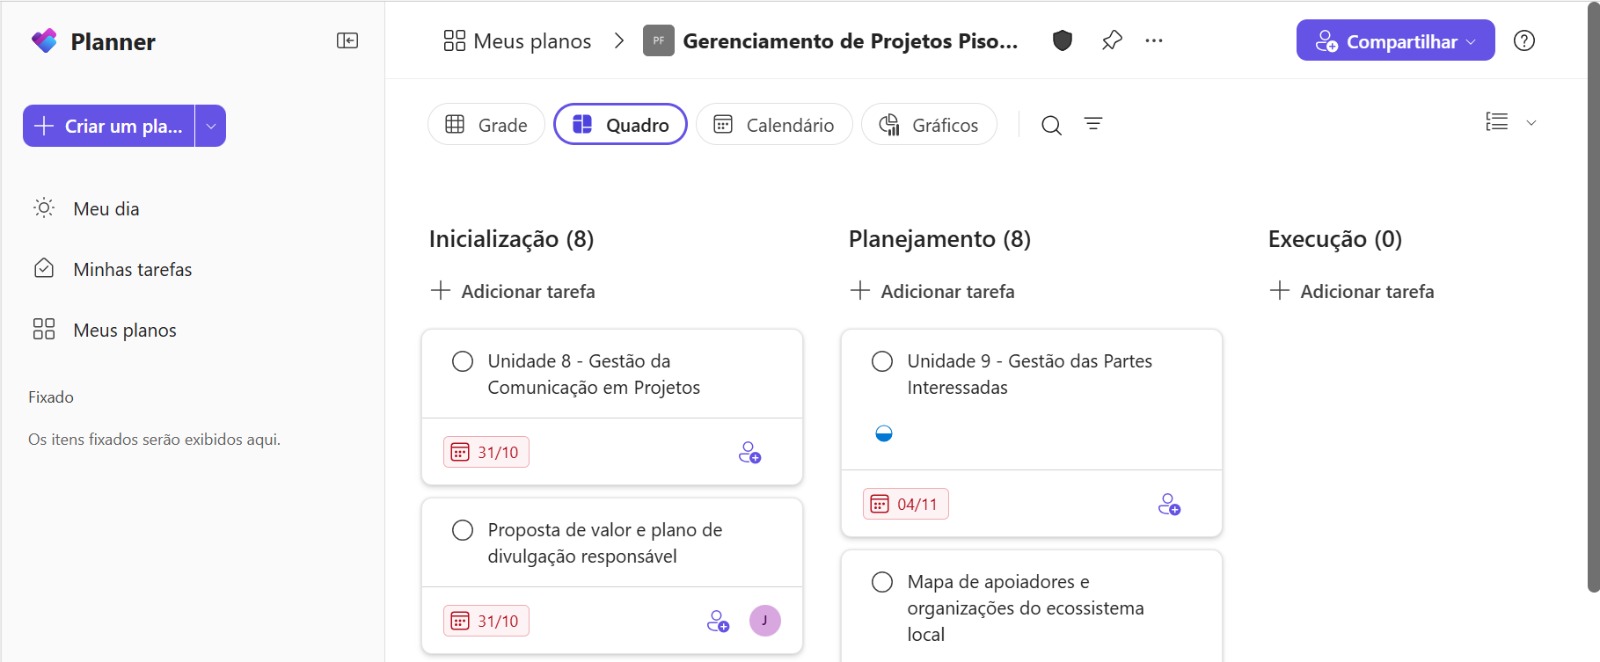 Planner
Meus planos
PF
Gerenciamento de Projetos Piso...
Compartilhar
Criar um pla...
Grade
Quadro
Calendário
Gráficos
Meu dia
Minhas tarefas
Meus planos
Fixado
Os itens fixados serão exibidos aqui.
Inicialização (8)
Adicionar tarefa
Unidade 8 - Gestão da
Comunicação em Projetos
31/10
Proposta de valor e plano de
divulgação responsável
31/10
J
Planejamento (8)
Adicionar tarefa
Unidade 9 - Gestão das Partes
Interessadas
04/11
Mapa de apoiadores e
organizações do ecossistema
local
Execução (0)
Adicionar tarefa